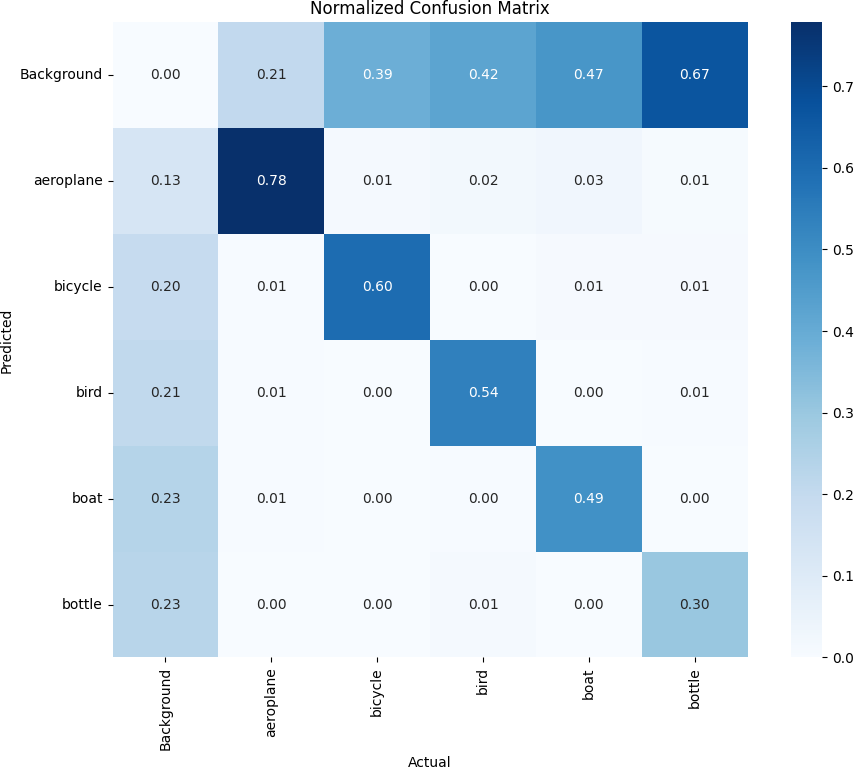 Normalized Confusion Matrix
Background 0.00 0.21 0.39 0.42 0.47 0.67
aeroplane 0.13 0.78 0.01 0.02 0.03 0.01
bicycle 0.20 0.01 0.60 0.00 0.01 0.01
bird 0.21 0.01 0.00 0.54 0.00 0.01
boat 0.23 0.01 0.00 0.00 0.49 0.00
bottle 0.23 0.00 0.00 0.01 0.00 0.30
Predicted
Background aeroplane bicycle bird boat bottle
Actual
0.7
0.6
0.5
0.4
0.3
0.2
0.1
0.0